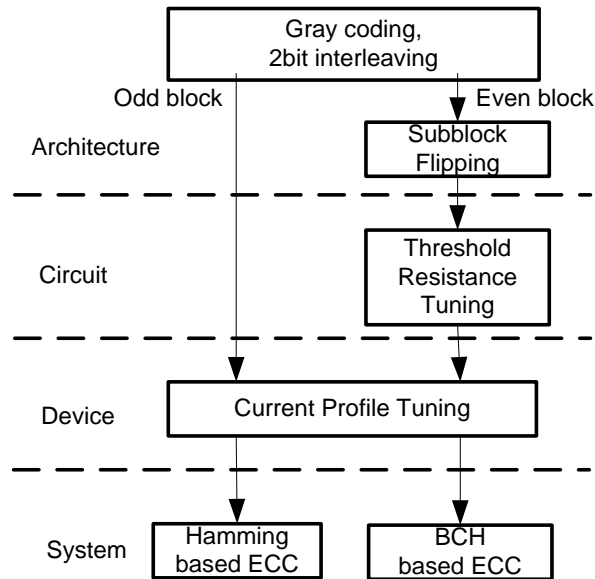 Gray coding,
2bit interleaving
Odd block
Even block
Architecture
Subblock
Flipping
Circuit
Threshold
Resistance
Tuning
Device
Current Profile Tuning
System
Hamming
based ECC
BCH
based ECC